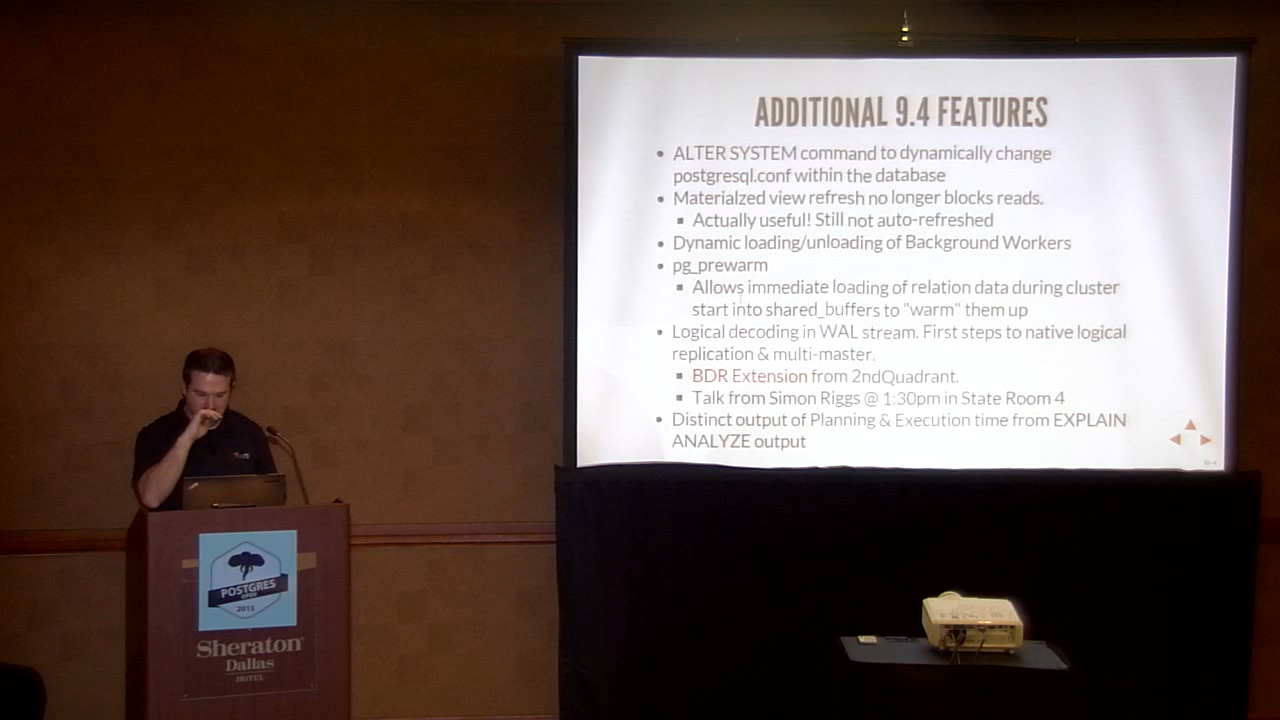 ADDITIONAL 9.4 FEATURES
• ALTER SYSTEM command to dynamically change
postgresql.conf within the database
• Materialzed view refresh no longer blocks reads.
▪ Actually useful! Still not auto-refreshed
• Dynamic loading/unloading of Background Workers
• pg_prewarm
▪ Allows immediate loading of relation data during cluster
start into shared_buffers to "warm" them up
• Logical decoding in WAL stream. First steps to native logical
replication & multi-master.
▪ BDR Extension from 2ndQuadrant.
▪ Talk from Simon Riggs @ 1:30pm in State Room 4
• Distinct output of Planning & Execution time from EXPLAIN
ANALYZE output
POSTGRES
OPEN
2015
Sheraton
Dallas
HOTEL